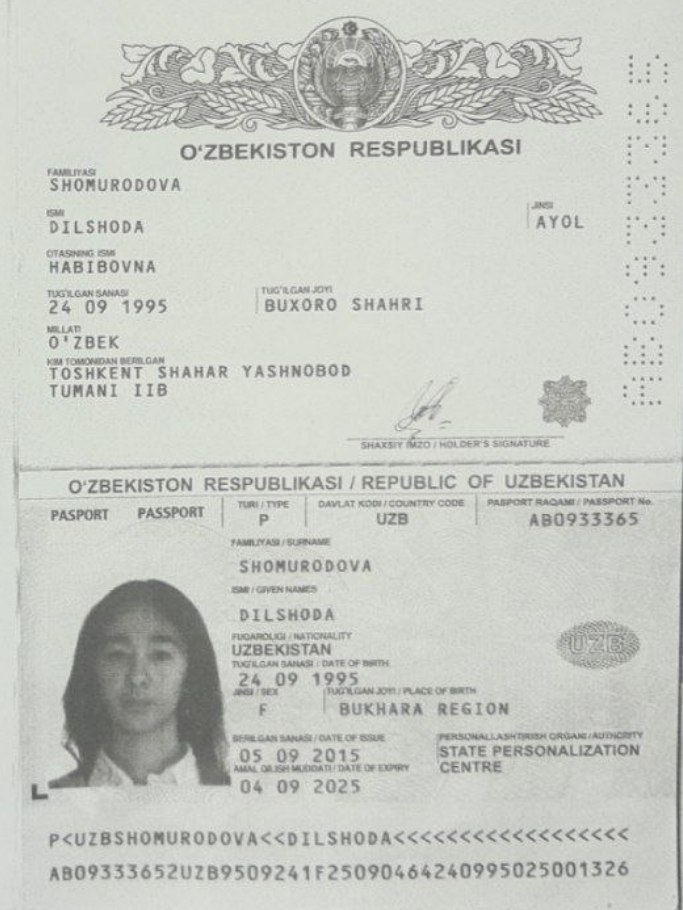 O'ZBEKISTON RESPUBLIKASI
FAMILIYASI
SHOMURODOVA
ISMI
DILSHODA
JINSI
AYOL
OTASINING ISMI
HABIBOVNA
TUG'ILGAN SANASI
24 09 1995
TUG'ILGAN JOYI
BUXORO SHAHRI
MILLATI
O'ZBEK
KIM TOMONIDAN BERILGAN
TOSHKENT SHAHAR YASHNOBOD
TUMANI IIB
SHAXSIY IMZO / HOLDER'S SIGNATURE
O'ZBEKISTON RESPUBLIKASI / REPUBLIC OF UZBEKISTAN
PASPORT PASSPORT
TURI / TYPE
P
DAVLAT KODI / COUNTRY CODE
UZB
PASPORT RAQAMI / PASSPORT No.
AB0933365
FAMILIYASI / SURNAME
SHOMURODOVA
ISMI / GIVEN NAMES
DILSHODA
FUQAROLIGI / NATIONALITY
UZBEKISTAN
TUG'ILGAN SANASI / DATE OF BIRTH
24 09 1995
JINSI / SEX
F
TUG'ILGAN JOYI / PLACE OF BIRTH
BUKHARA REGION
UZB
BERILGAN SANASI / DATE OF ISSUE
05 09 2015
AMAL QILISH MUDDATI / DATE OF EXPIRY
04 09 2025
PERSONALLASHTIRISH ORGANI / AUTHORITY
STATE PERSONALIZATION
CENTRE
P<UZBSHOMURODOVA<<DILSHODA<<<<<<<<<<<<<<<<<<
AB09333652UZB9509241F25090464240995025001326